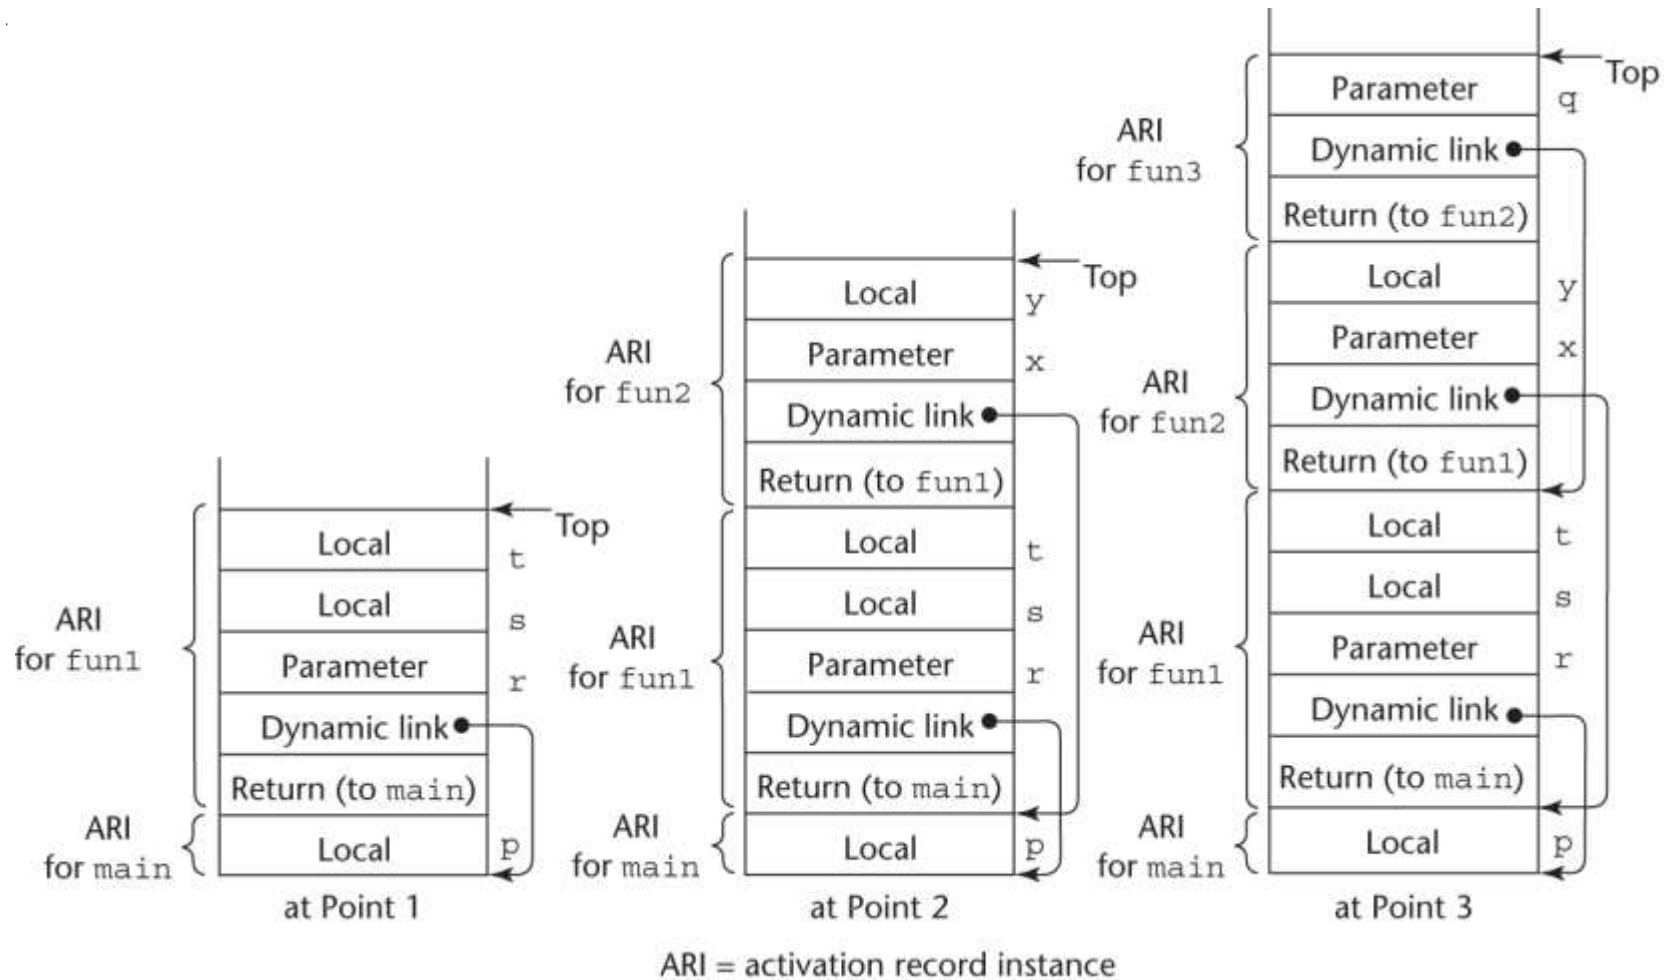 Top
Local
t
Local
s
Parameter
r
Dynamic link
Return (to main)
Local
p
ARI
for fun1
ARI
for main
at Point 1
Top
Local
y
Parameter
x
Dynamic link
Return (to fun1)
Local
t
Local
s
Parameter
r
Dynamic link
Return (to main)
Local
p
ARI
for fun2
ARI
for fun1
ARI
for main
at Point 2
Top
Parameter
q
Dynamic link
Return (to fun2)
Local
y
Parameter
x
Dynamic link
Return (to fun1)
Local
t
Local
s
Parameter
r
Dynamic link
Return (to main)
Local
p
ARI
for fun3
ARI
for fun2
ARI
for fun1
ARI
for main
at Point 3
ARI = activation record instance